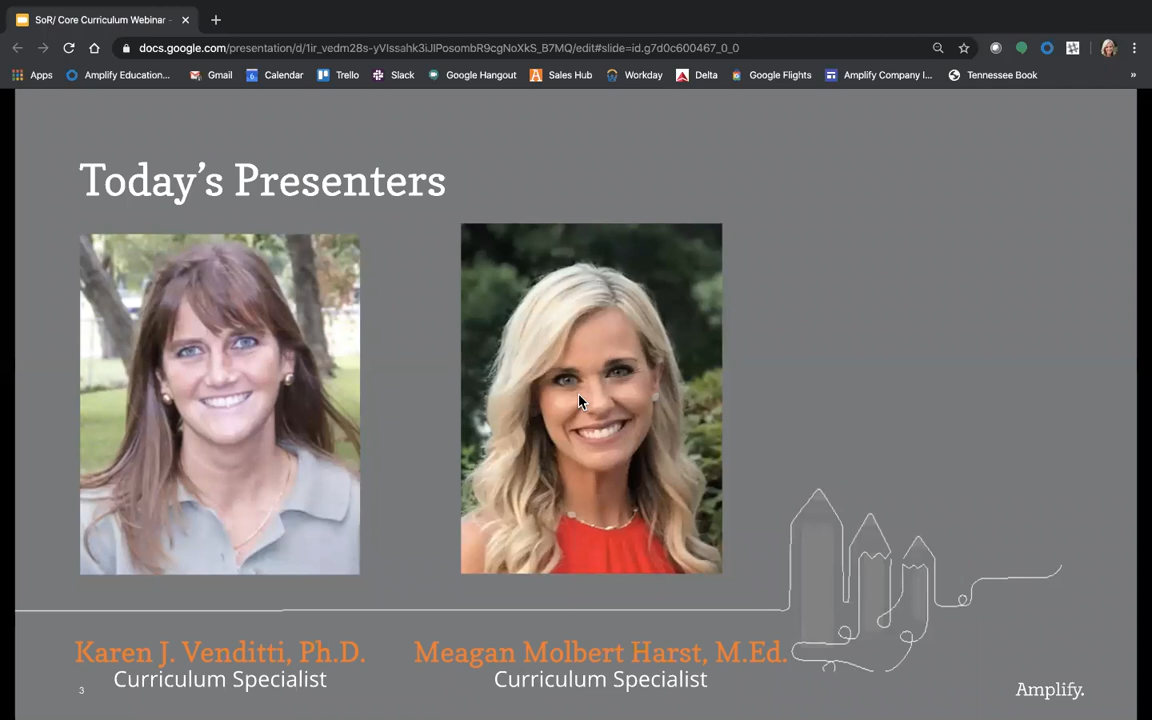 SoR/ Core Curriculum Webinar -
docs.google.com/presentation/d/1ir_vedm28s-yVIssahk3iJlPosombR9cgNoXkS_B7MQ/edit#slide=id.g7d0c600467_0_0
Apps Amplify Education... Gmail Calendar Trello Slack Google Hangout Sales Hub Workday Delta Google Flights Amplify Company I... Tennessee Book »
Today's Presenters
Karen J. Venditti, Ph.D. Meagan Molbert Harst, M.Ed.
Curriculum Specialist Curriculum Specialist
3
Amplify.